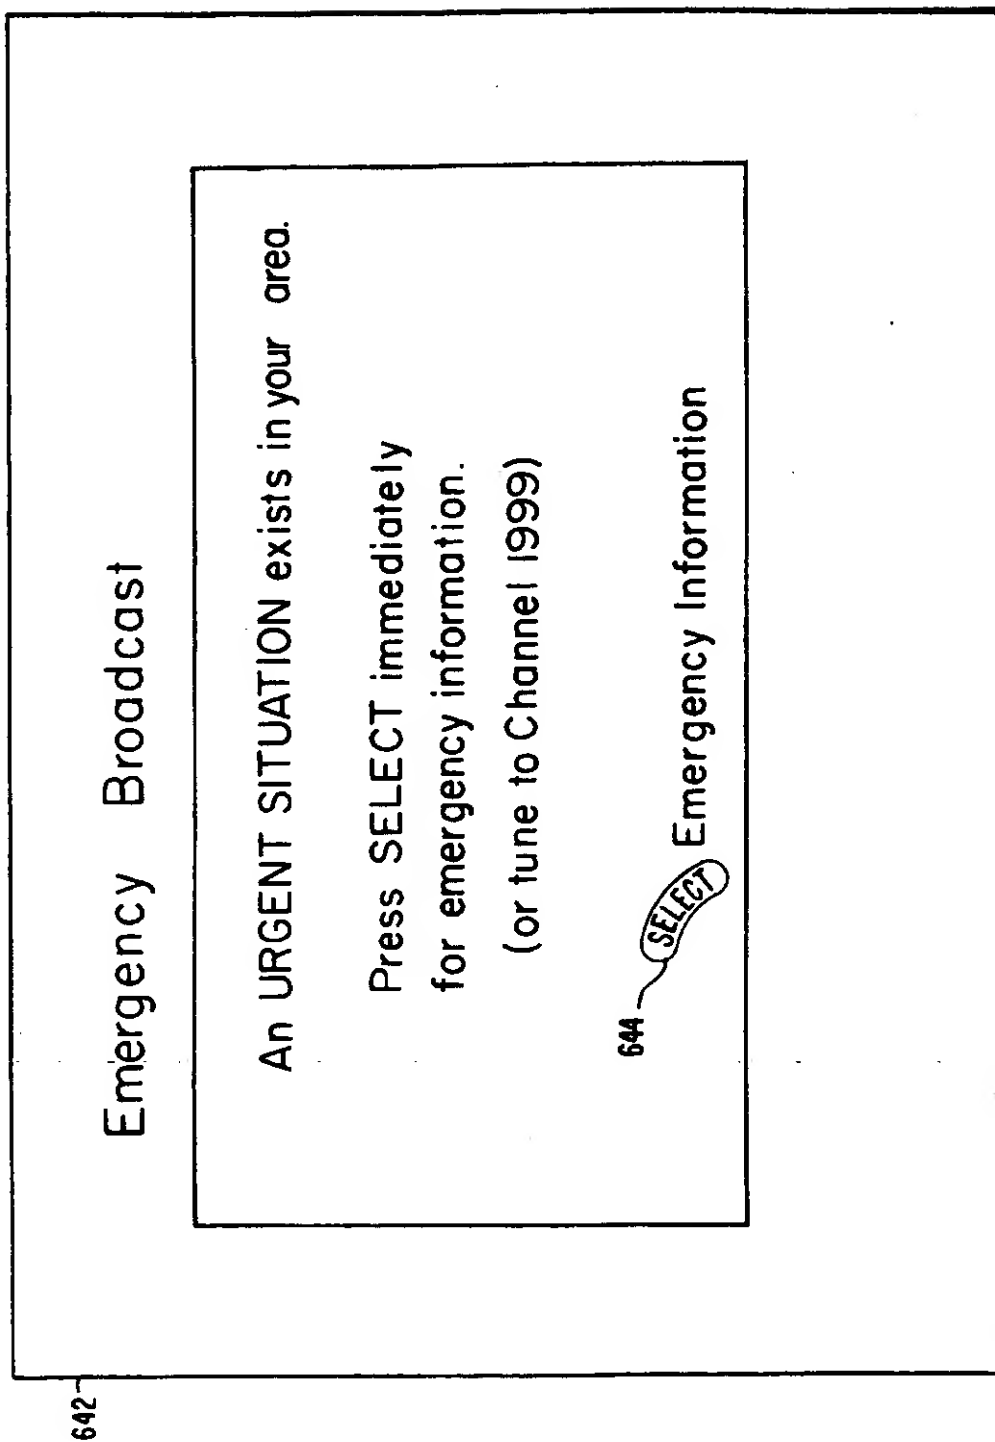 642
Emergency Broadcast
An URGENT SITUATION exists in your area.
Press SELECT immediately
for emergency information.
(or tune to Channel 1999)
644
SELECT Emergency Information